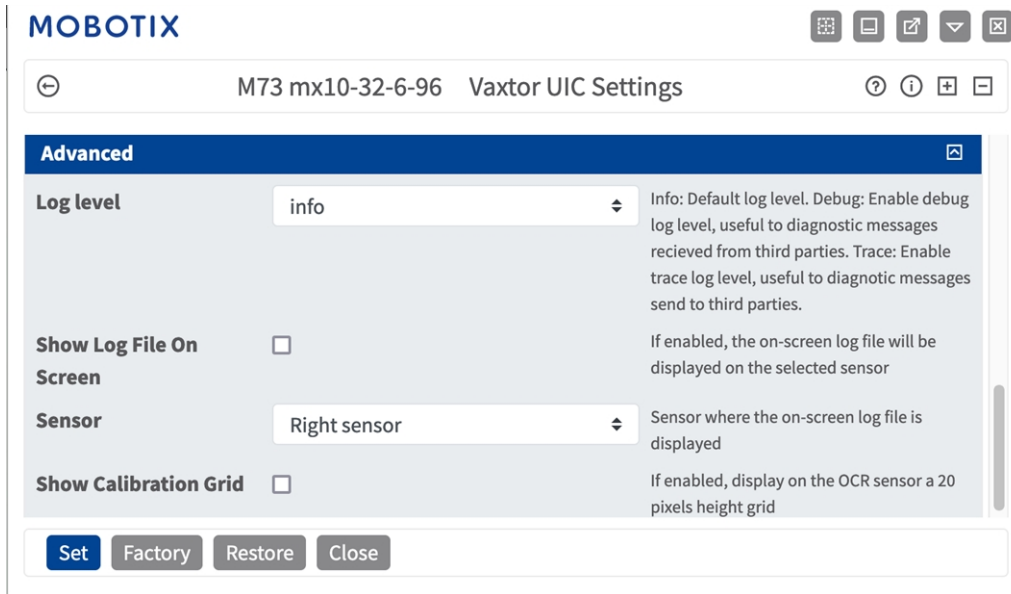 MOBOTIX
M73 mx10-32-6-96 Vaxtor UIC Settings
Advanced
Log level
info
Info: Default log level. Debug: Enable debug
log level, useful to diagnostic messages
recieved from third parties. Trace: Enable
trace log level, useful to diagnotic messages
send to third parties.
Show Log File On
Screen
If enabled, the on-screen log file will be
displayed on the selected sensor
Sensor
Right sensor
Sensor where the on-screen log file is
displayed
Show Calibration Grid
If enabled, display on the OCR sensor a 20
pixels height grid
Set Factory Restore Close